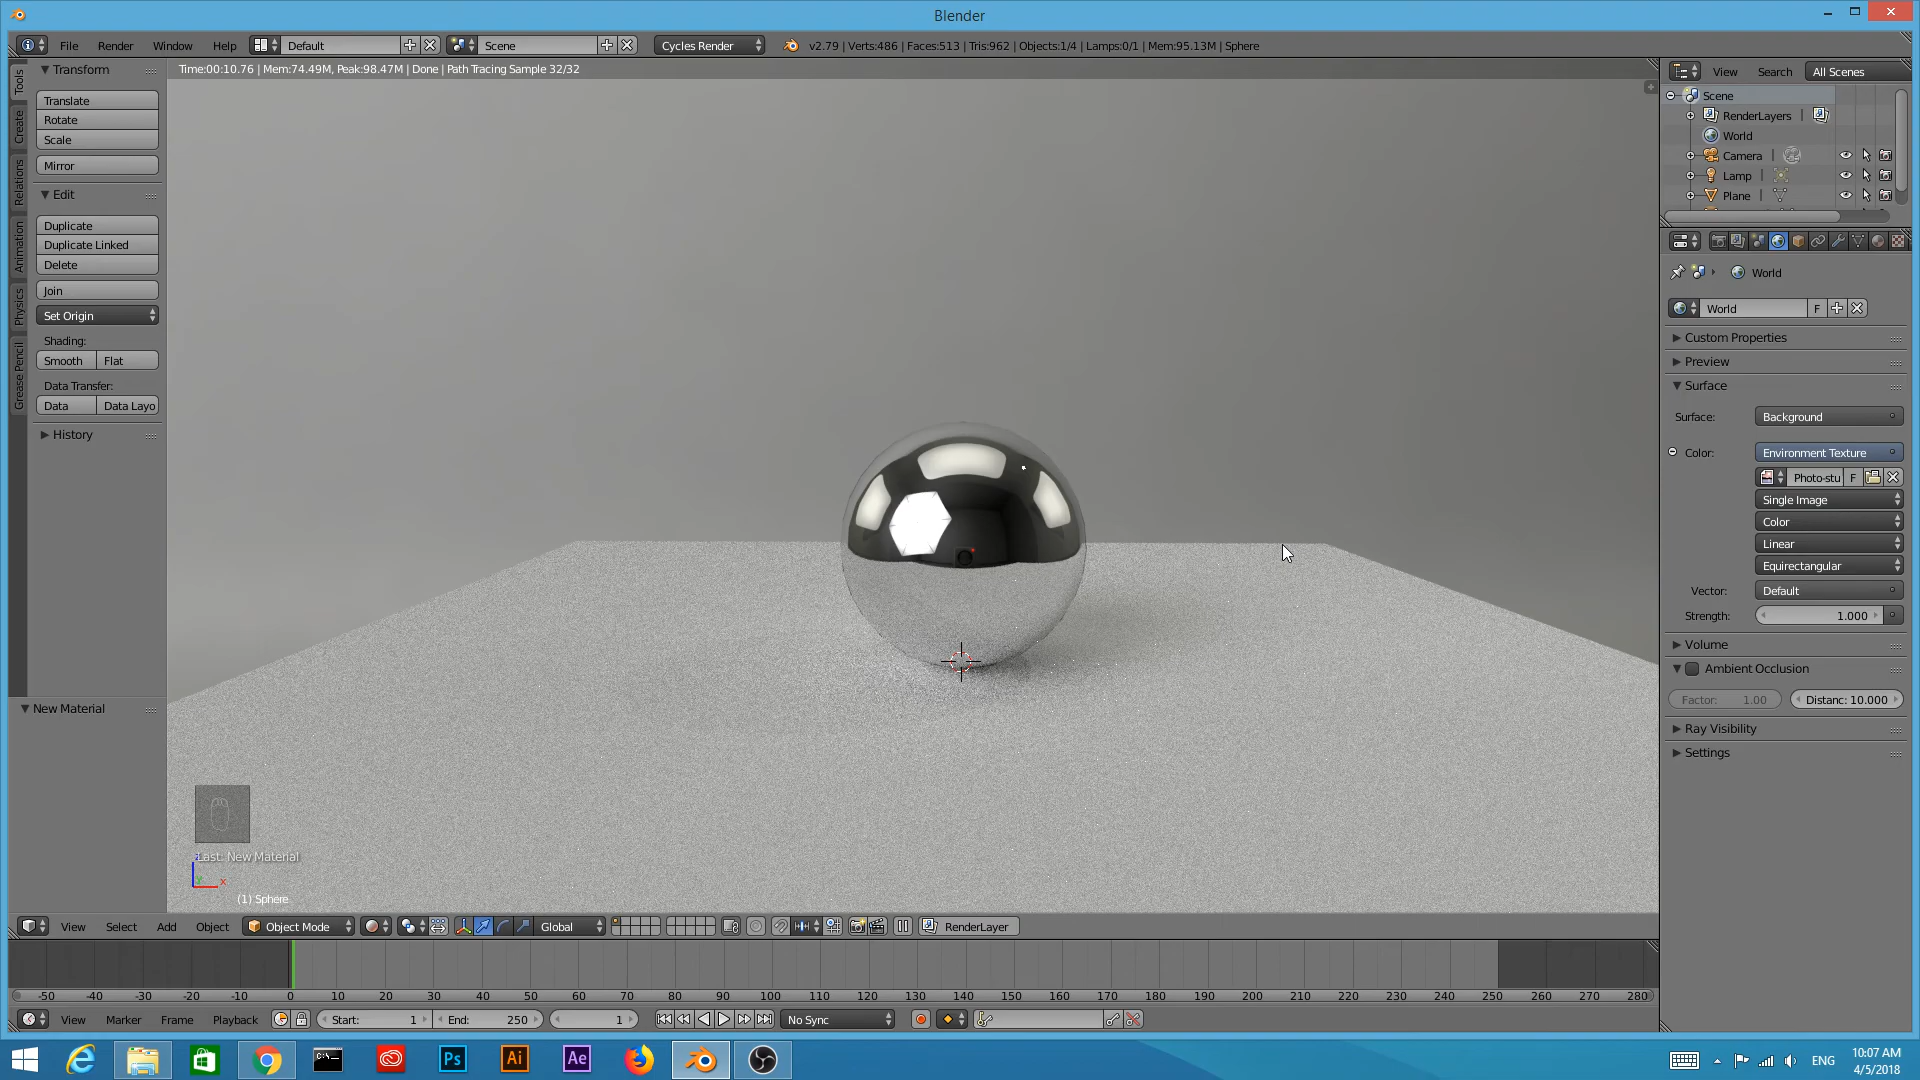 Blender
File Render Window Help Default Scene Cycles Render v2.79 | Verts:486 | Faces:513 | Tris:962 | Objects:1/4 | Lamps:0/1 | Mem:95.13M | Sphere
Time:00:10.76 | Mem:74.49M, Peak:98.47M | Done | Path Tracing Sample 32/32
Tools
Create
Relations
Animation
Physics
Grease Pencil
Transform
Translate
Rotate
Scale
Mirror
Edit
Duplicate
Duplicate Linked
Delete
Join
Set Origin
Shading:
Smooth Flat
Data Transfer:
Data Data Layo
History
New Material
Last: New Material
z
y x
(1) Sphere
View Search All Scenes
Scene
RenderLayers |
World
Camera |
Lamp |
Plane |
World
World F
Custom Properties
Preview
Surface
Surface: Background
Color: Environment Texture
Photo-stu F
Single Image
Color
Linear
Equirectangular
Vector: Default
Strength: 1.000
Volume
Ambient Occlusion
Factor: 1.00 Distanc: 10.000
Ray Visibility
Settings
View Select Add Object Object Mode Global RenderLayer
-50 -40 -30 -20 -10 0 10 20 30 40 50 60 70 80 90 100 110 120 130 140 150 160 170 180 190 200 210 220 230 240 250 260 270 280
View Marker Frame Playback Start: 1 End: 250 1 No Sync
Ps Ai Ae ENG 10:07 AM
4/5/2018